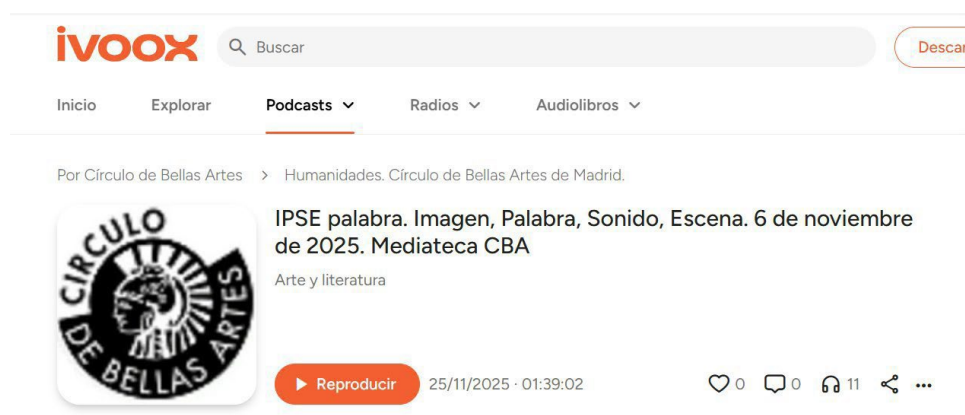 ivoox
Buscar
Descar
Inicio Explorar Podcasts Radios Audiolibros
Por Círculo de Bellas Artes > Humanidades. Círculo de Bellas Artes de Madrid.
CIRCULO DE BELLAS ARTES
IPSE palabra. Imagen, Palabra, Sonido, Escena. 6 de noviembre
de 2025. Mediateca CBA
Arte y literatura
Reproducir 25/11/2025 · 01:39:02 0 0 11